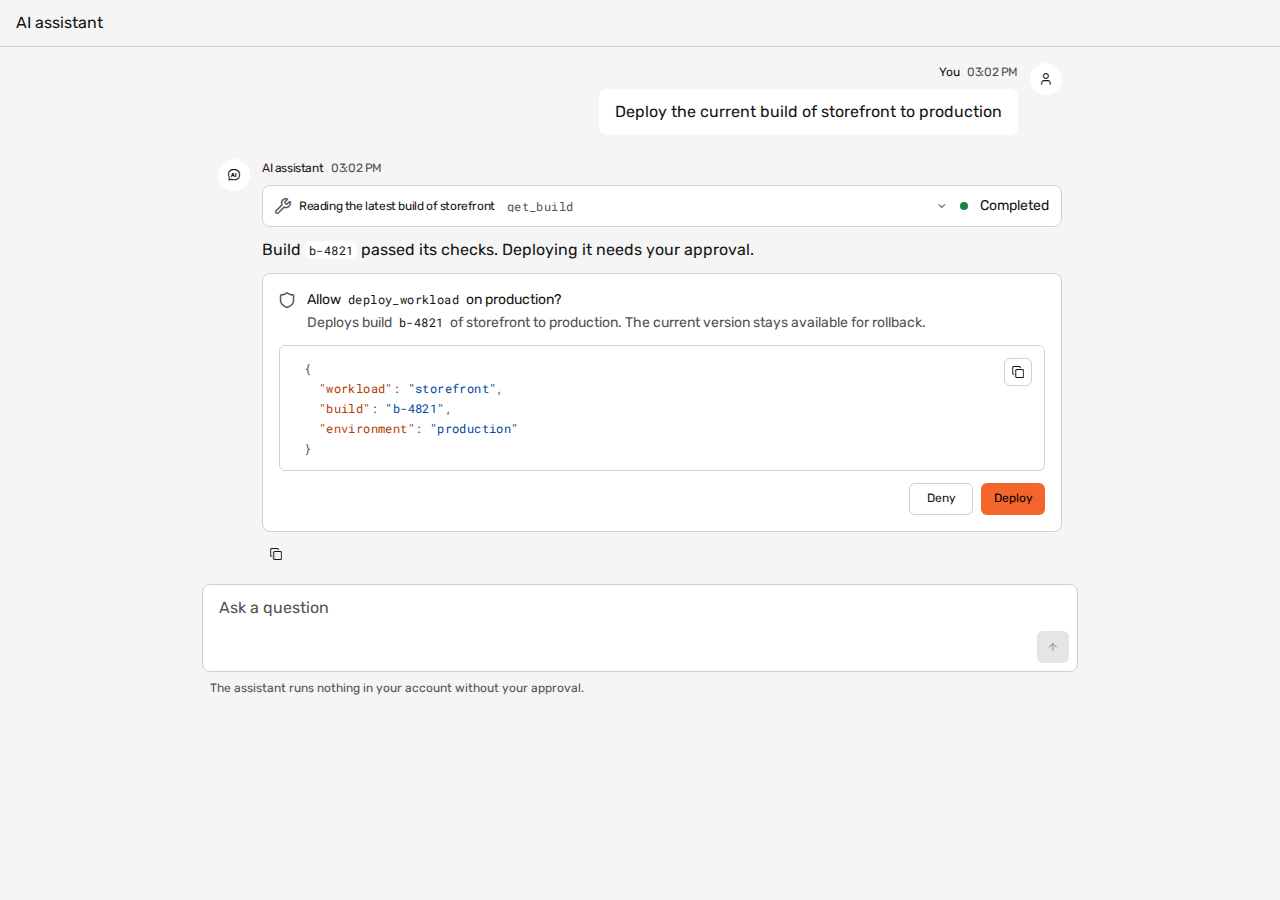 AI assistant
You 03:02 PM
Deploy the current build of storefront to production
AI
AI assistant 03:02 PM
Reading the latest build of storefront get_build Completed
Build b-4821 passed its checks. Deploying it needs your approval.
Allow deploy_workload on production?
Deploys build b-4821 of storefront to production. The current version stays available for rollback.
{
"workload": "storefront",
"build": "b-4821",
"environment": "production"
}
Deny Deploy
Ask a question
The assistant runs nothing in your account without your approval.